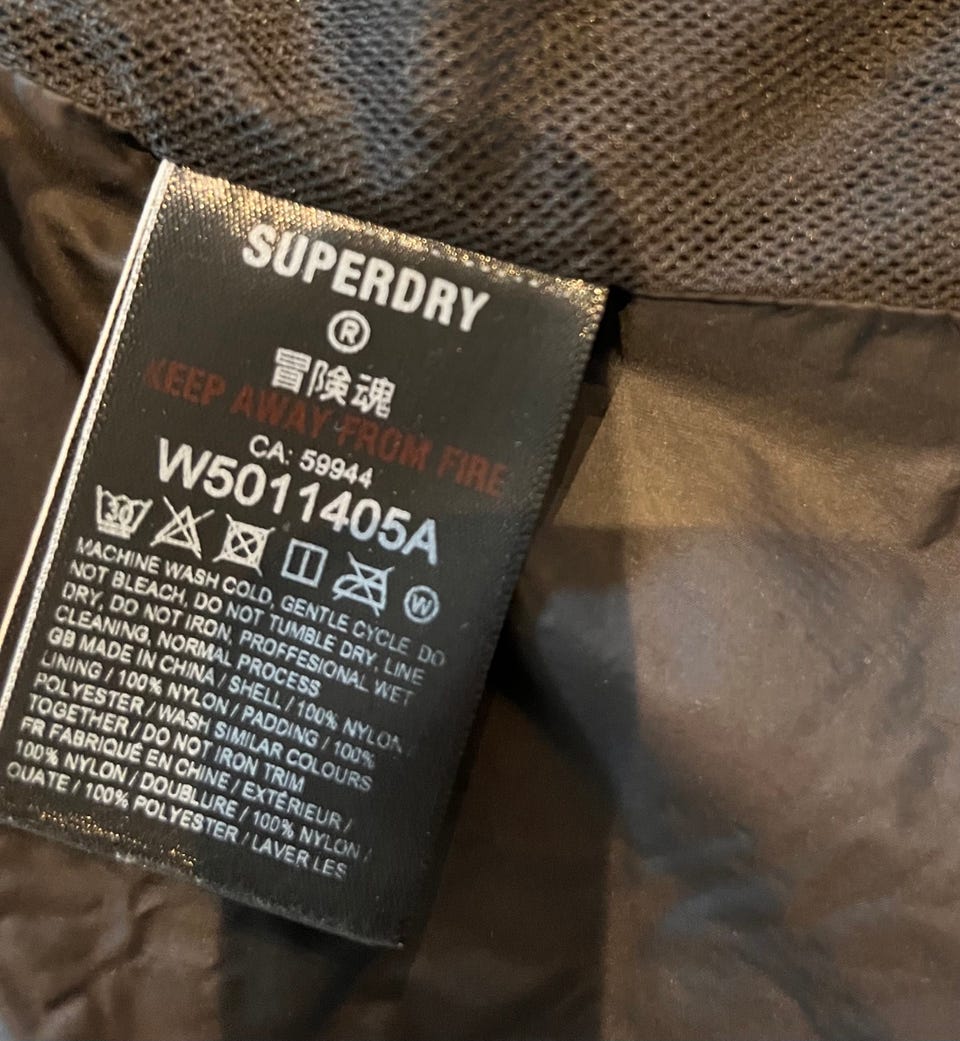 SUPERDRY
®
冒険魂
KEEP AWAY FROM FIRE
CA: 59944
W5011405A
30 W
MACHINE WASH COLD, GENTLE CYCLE, DO
NOT BLEACH, DO NOT TUMBLE DRY, LINE
DRY, DO NOT IRON, PROFFESIONAL WET
CLEANING, NORMAL PROCESS
GB MADE IN CHINA / SHELL / 100% NYLON /
LINING / 100% NYLON / PADDING / 100%
POLYESTER / WASH SIMILAR COLOURS
TOGETHER / DO NOT IRON TRIM
FR FABRIQUÉ EN CHINE / EXTÉRIEUR /
100% NYLON / DOUBLURE / 100% NYLON /
OUATE / 100% POLYESTER / LAVER LES